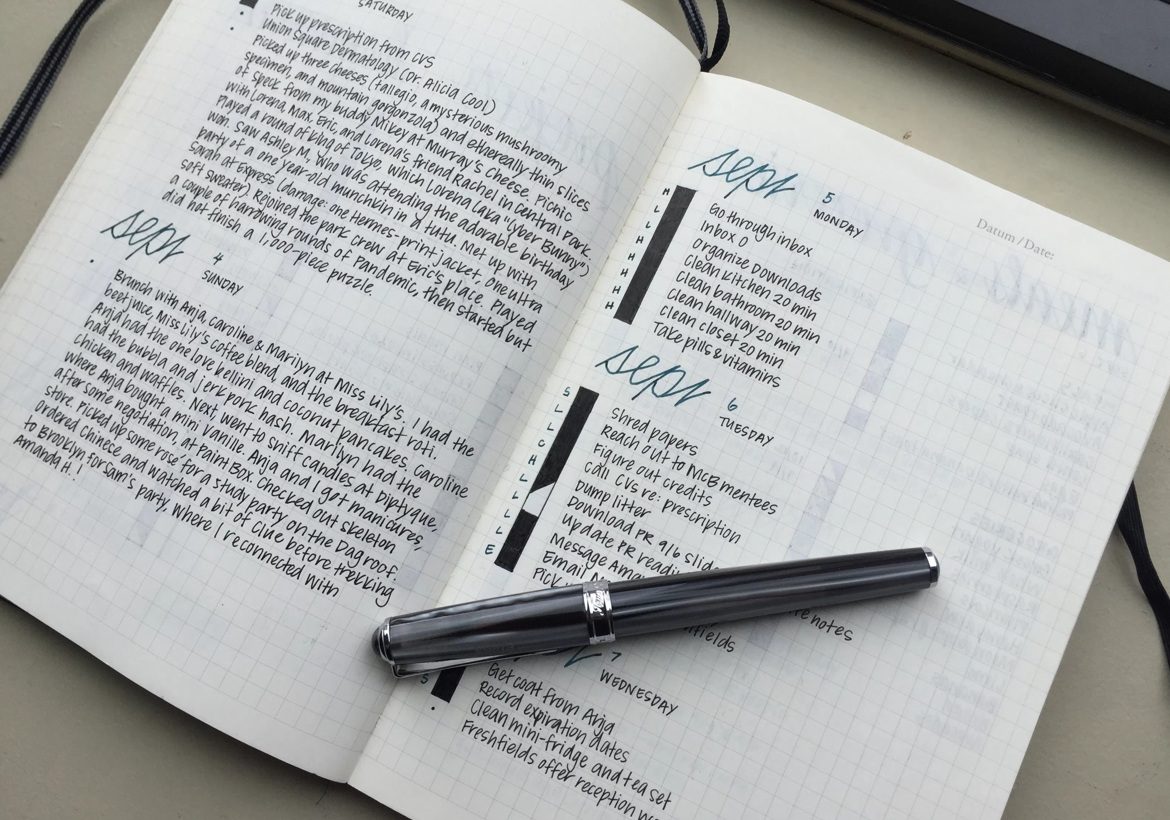 SATURDAY
Pick up prescription from CVS
Union Square Dermatology (Dr. Alicia Cool)
Picked up three cheeses (talegio, a mysterious mushroomy
specimen, and mountain gorgonzola) and ethereally thin slices
of speck from my buddy Mikey at Murray's Cheese. Picnic
with Lorena, Max, Eric, and Lorena's friend Rachel in Central Park.
Played a round of King of Tokyo, which Lorena (aka "Cyber Bunny")
won. Saw Ashley M., who was attending the adorable birthday
party of a one year-old munchkin in a tutu. Met up with
Sarah at Express (damage: one Hermes-print jacket, one ultra
soft sweater) Rejoined the park crew at Eric's place. Played
a couple of harrowing rounds of Pandemic, then started but
did not finish a 1,000 piece puzzle.
sept 4
SUNDAY
Brunch with Anja, Caroline & Marilyn at Miss Lily's. I had the
beet juice, Miss Lily's coffee blend, and the breakfast roti.
Anja had the one love bellini and coconut pancakes. Caroline
had the bubbla and jerk pork hash. Marilyn had the
chicken and waffles. Next, went to sniff candles at Diptyque,
where Anja bought a mini Vanille. Anja and I got manicures,
after some negotiation, at Paint Box. Checked out skeleton
store. Picked up some rosé for a study party on the Dag roof.
Ordered Chinese and watched a bit of Clue before trekking
to Brooklyn for Sam's party, where I reconnected with
Amanda H.!
Datum/Date:
sept 5
MONDAY
H
L
L
H
H
H
H
H
Go through inbox
Inbox 0
Organize Downloads
Clean kitchen 20 min
Clean bathroom 20 min
Clean hallway 20 min
Clean closet 20 min
Take pills & vitamins
sept 6
TUESDAY
S
L
L
C
H
L
L
L
L
E
Shred papers
Reach out to NCB mentees
Figure out credits
Call CVS re: prescription
Dump litter
Download PR 9/6 slide
Update PR readi
Message Ama
Email
Pick
re notes
hfields
7
WEDNESDAY
S
Get coat from Anja
Record expiration dates
Clean mini-fridge and tea set
Freshfields offer reception